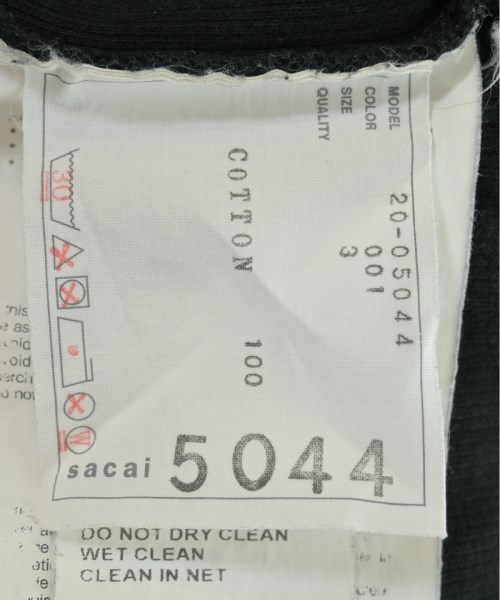 MODEL 20-05044
COLOR 001
SIZE 3
QUALITY
COTTON 100
30
W
sacai 5044
DO NOT DRY CLEAN
WET CLEAN
CLEAN IN NET